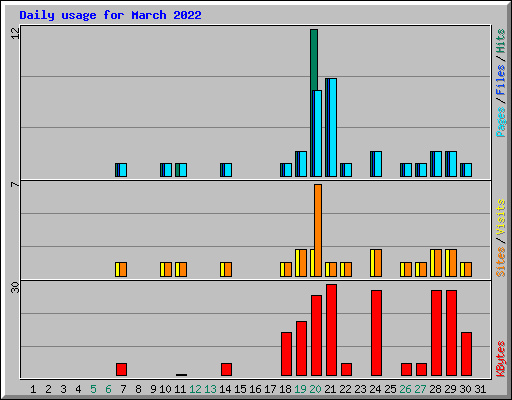 Daily usage for March 2022
12
Pages / Files / Hits
7
Sites / Visits
30
KBytes
1 2 3 4 5 6 7 8 9 10 11 12 13 14 15 16 17 18 19 20 21 22 23 24 25 26 27 28 29 30 31